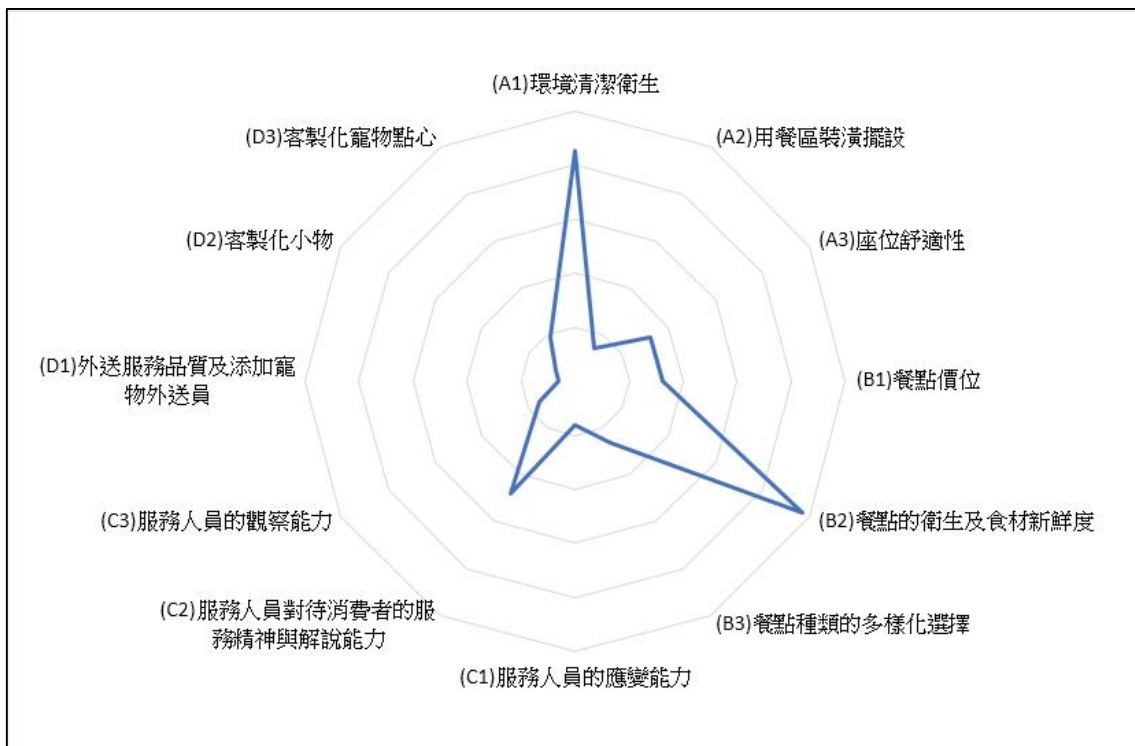 (A1)環境清潔衛生
(A2)用餐區裝潢擺設
(A3)座位舒適性
(B1)餐點價位
(B2)餐點的衛生及食材新鮮度
(B3)餐點種類的多樣化選擇
(C1)服務人員的應變能力
(C2)服務人員對待消費者的服
務精神與解說能力
(C3)服務人員的觀察能力
(D1)外送服務品質及添加寵
物外送員
(D2)客製化小物
(D3)客製化寵物點心